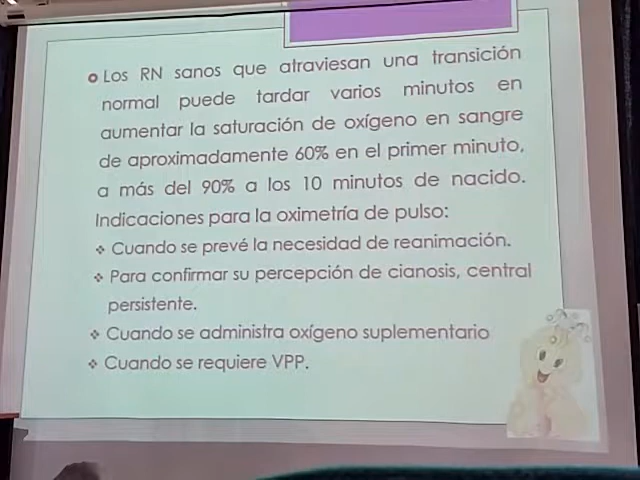 Los RN sanos que atraviesan una transición
normal puede tardar varios minutos en
aumentar la saturación de oxígeno en sangre
de aproximadamente 60% en el primer minuto,
a más del 90% a los 10 minutos de nacido.
Indicaciones para la oximetría de pulso:
❖ Cuando se prevé la necesidad de reanimación.
❖ Para confirmar su percepción de cianosis, central
persistente.
❖ Cuando se administra oxígeno suplementario
❖ Cuando se requiere VPP.